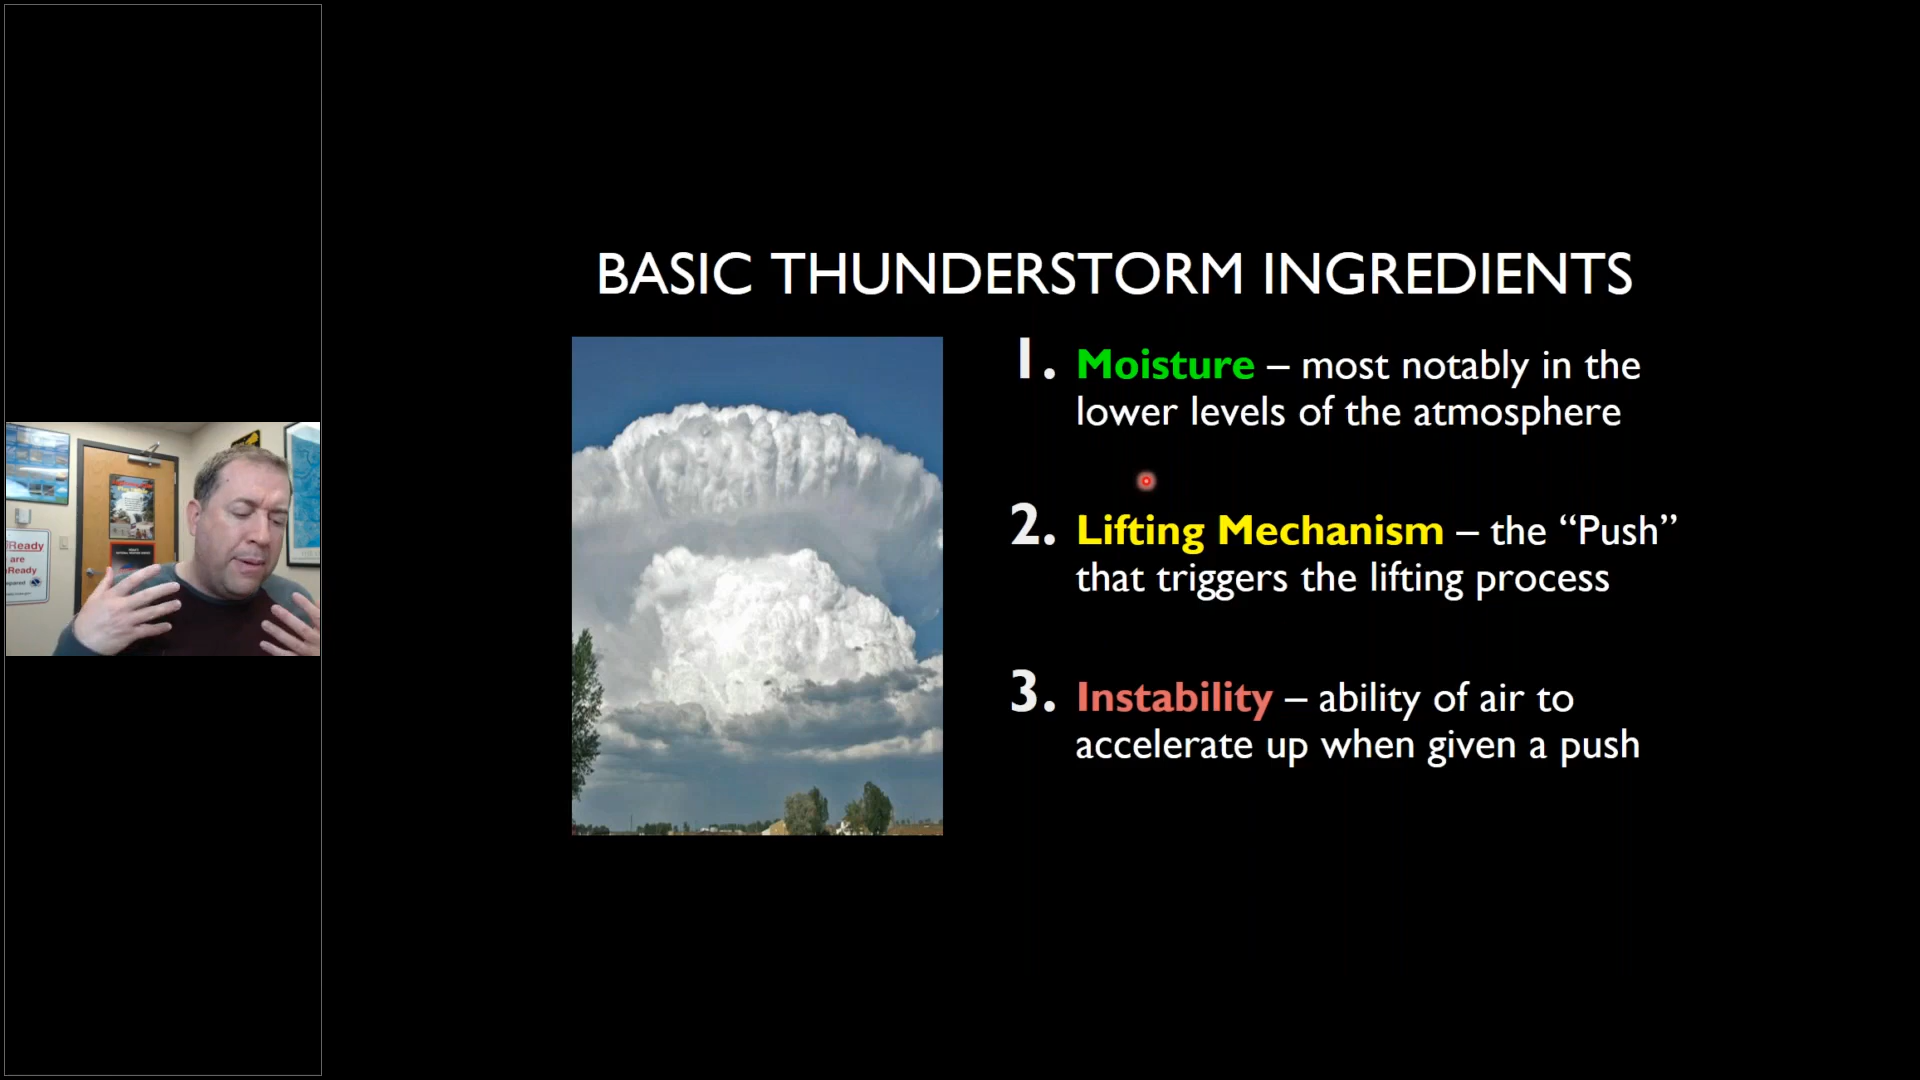 BASIC THUNDERSTORM INGREDIENTS
1. Moisture – most notably in the
lower levels of the atmosphere
2. Lifting Mechanism – the “Push”
that triggers the lifting process
3. Instability – ability of air to
accelerate up when given a push
Ready
are
Ready